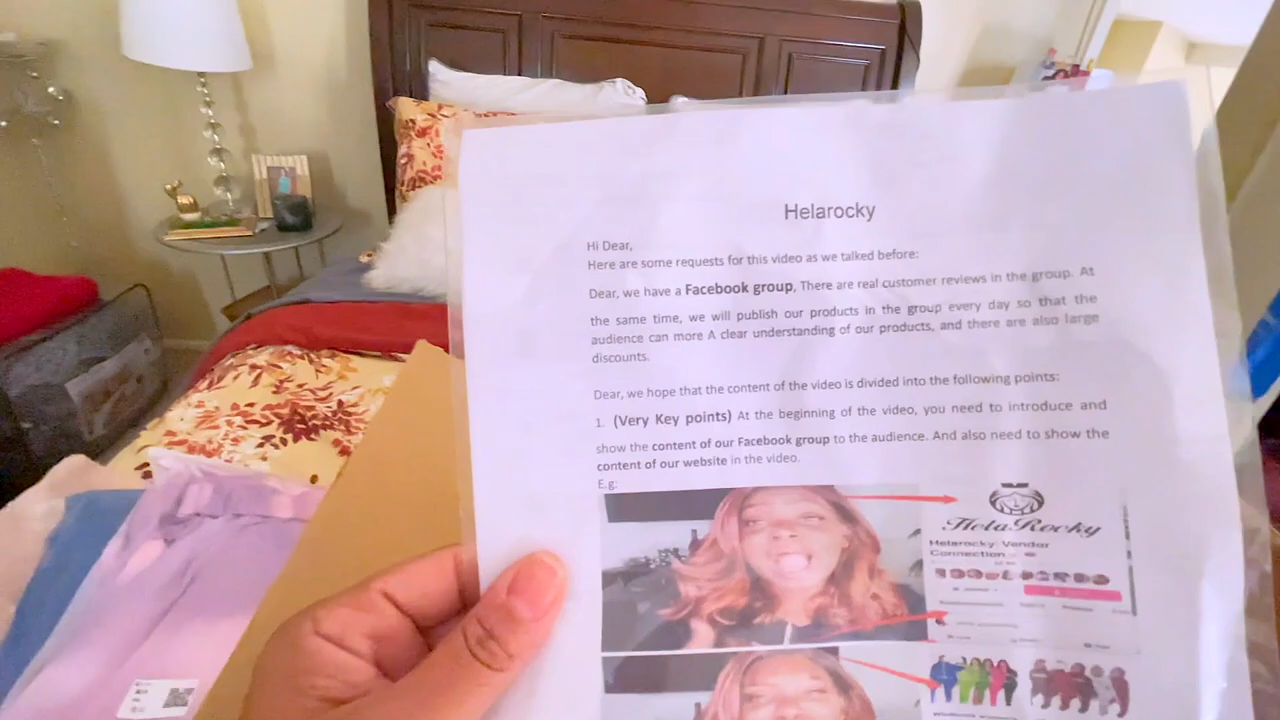 Helarocky
Hi Dear,
Here are some requests for this video as we talked before:
Dear, we have a Facebook group, There are real customer reviews in the group. At
the same time, we will publish our products in the group every day so that the
audience can more A clear understanding of our products, and there are also large
discounts.
Dear, we hope that the content of the video is divided into the following points:
1. (Very Key points) At the beginning of the video, you need to introduce and
show the content of our Facebook group to the audience. And also need to show the
content of our website in the video.
E.g:
HelaRocky
Helarocky Vendor
Connection